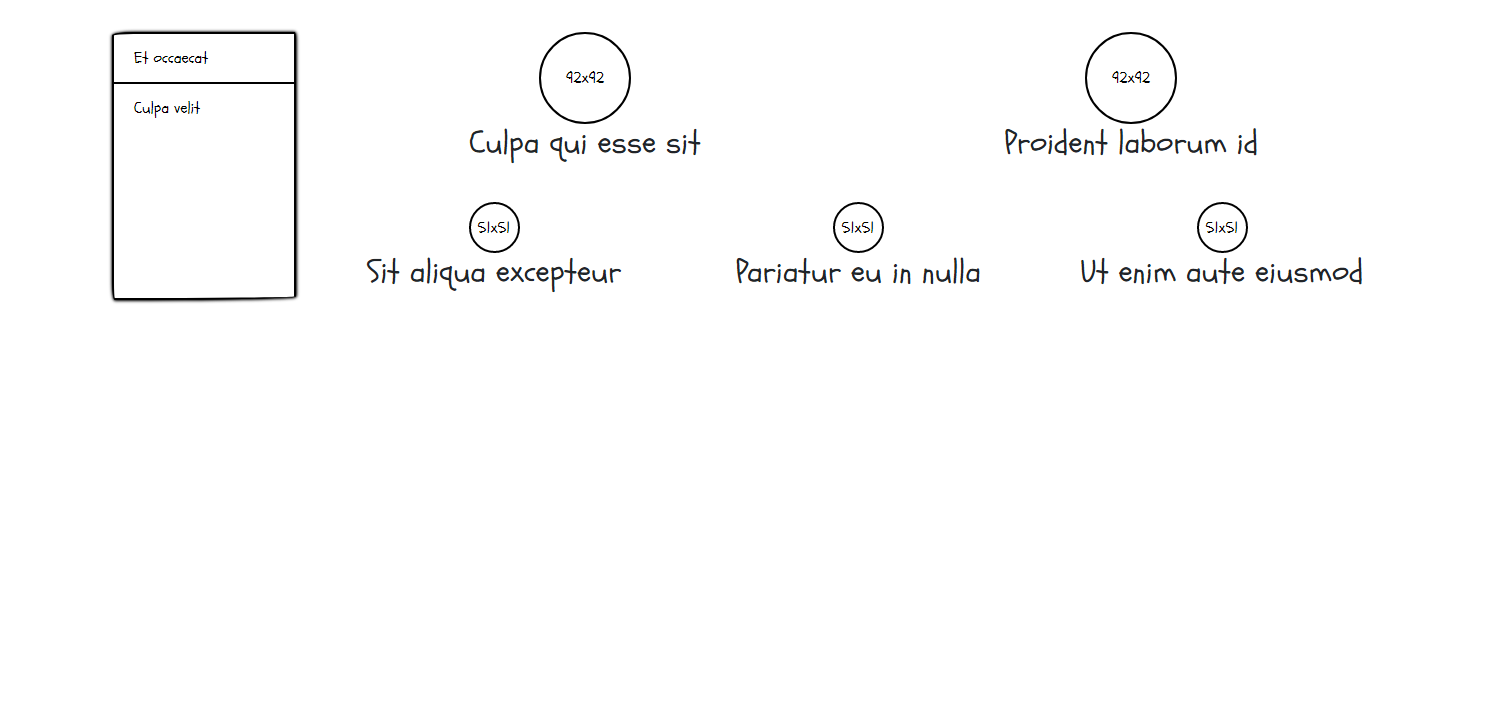 Et occaecat
Culpa velit
92x92
Culpa qui esse sit
92x92
Proident laborum id
51x51
Sit aliqua excepteur
51x51
Pariatur eu in nulla
51x51
Ut enim aute eiusmod